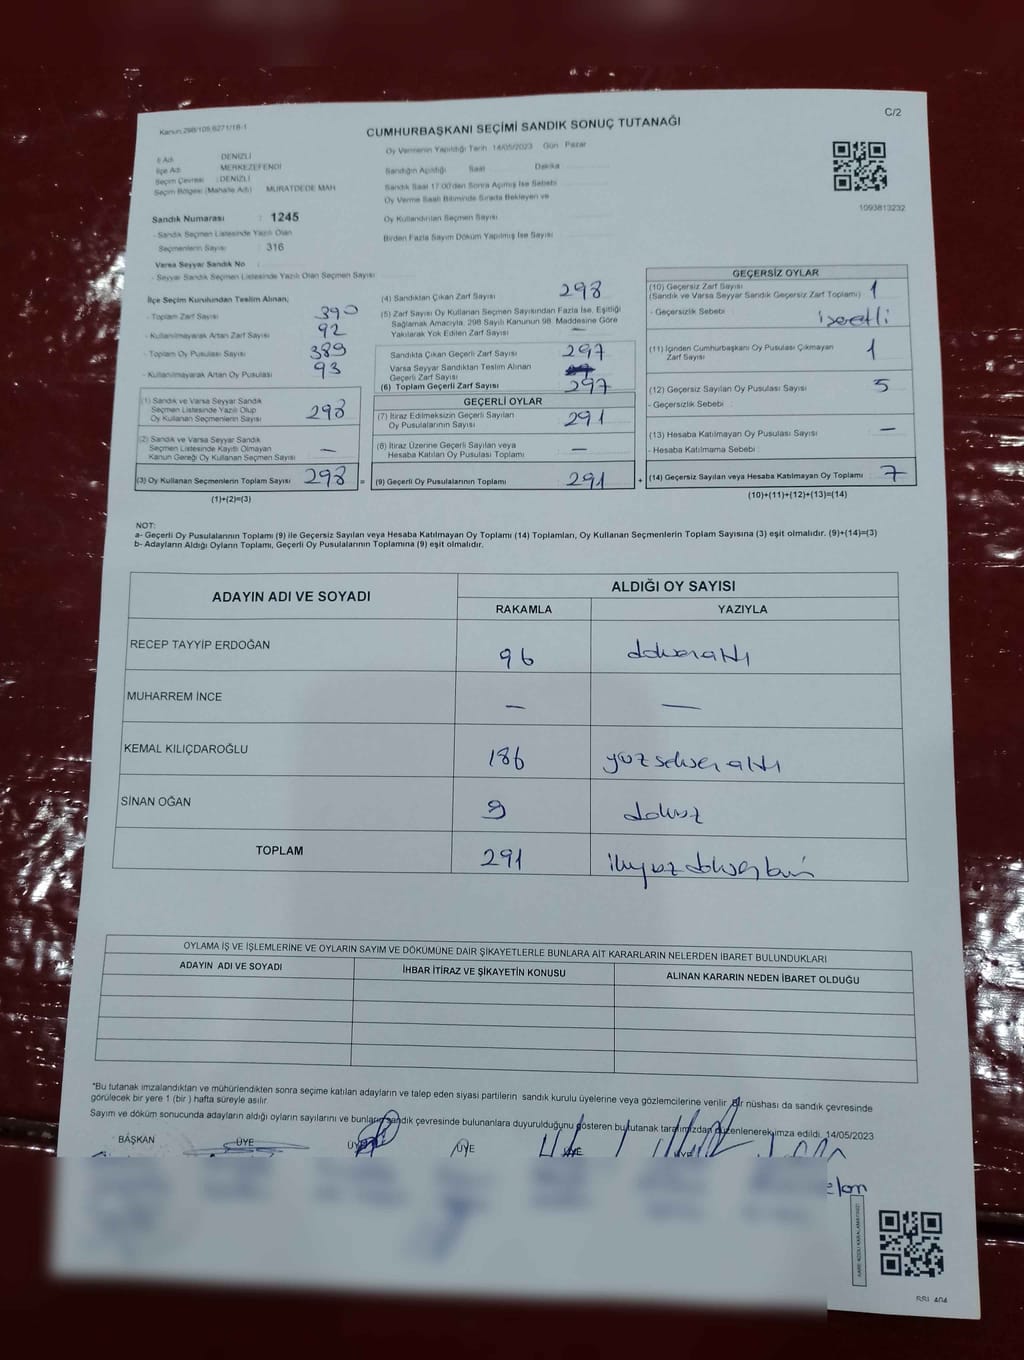 C/2
Kanun:298/109,6271/18-1
CUMHURBAŞKANI SEÇİMİ SANDIK SONUÇ TUTANAĞI
İl Adı DENİZLİ
İlçe Adı MERKEZEFENDİ
Seçim Çevresi : DENİZLİ
Seçim Bölgesi (Mahalle Adı) MURATDEDE MAH
Oy Vermenin Yapıldığı Tarih 14/05/2023 Gün Pazar
Sandığın Açıldığı Saat Dakika
Sandık Saat 17:00'den Sonra Açılmış İse Sebebi
Oy Verme Saati Bitiminde Sırada Bekleyen ve
Oy Kullandırılan Seçmen Sayısı
Birden Fazla Sayım Döküm Yapılmış İse Sayısı
1093813232
Sandık Numarası : 1245
- Sandık Seçmen Listesinde Yazılı Olan
Seçmenlerin Sayısı : 316
Varsa Seyyar Sandık No :
- Seyyar Sandık Seçmen Listesinde Yazılı Olan Seçmen Sayısı
İlçe Seçim Kurulundan Teslim Alınan;
- Toplam Zarf Sayısı 390
- Kullanılmayarak Artan Zarf Sayısı 92
- Toplam Oy Pusulası Sayısı 389
- Kullanılmayarak Artan Oy Pusulası 93
(1) Sandık ve Varsa Seyyar Sandık
Seçmen Listesinde Yazılı Olup
Oy Kullanan Seçmenlerin Sayısı 298
(2) Sandık ve Varsa Seyyar Sandık
Seçmen Listesinde Kayıtlı Olmayan
Kanun Gereği Oy Kullanan Seçmen Sayısı —
(3) Oy Kullanan Seçmenlerin Toplam Sayısı 298 =
(1)+(2)=(3)
(4) Sandıktan Çıkan Zarf Sayısı 298
(5) Zarf Sayısı Oy Kullanan Seçmen Sayısından Fazla İse, Eşitliği
Sağlamak Amacıyla, 298 Sayılı Kanunun 98. Maddesine Göre
Yakılarak Yok Edilen Zarf Sayısı —
Sandıkta Çıkan Geçerli Zarf Sayısı 297
Varsa Seyyar Sandıktan Teslim Alınan
Geçerli Zarf Sayısı
(6) Toplam Geçerli Zarf Sayısı 297
GEÇERLİ OYLAR
(7) İtiraz Edilmeksizin Geçerli Sayılan
Oy Pusulalarının Sayısı 291
(8) İtiraz Üzerine Geçerli Sayılan veya
Hesaba Katılan Oy Pusulası Toplamı —
(9) Geçerli Oy Pusulalarının Toplamı 291 +
GEÇERSİZ OYLAR
(10) Geçersiz Zarf Sayısı
(Sandık ve Varsa Seyyar Sandık Geçersiz Zarf Toplamı) 1
- Geçersizlik Sebebi : işaretli
(11) İçinden Cumhurbaşkanı Oy Pusulası Çıkmayan
Zarf Sayısı 1
(12) Geçersiz Sayılan Oy Pusulası Sayısı 5
- Geçersizlik Sebebi :
(13) Hesaba Katılmayan Oy Pusulası Sayısı —
- Hesaba Katılmama Sebebi :
(14) Geçersiz Sayılan veya Hesaba Katılmayan Oy Toplamı 7
(10)+(11)+(12)+(13)=(14)
NOT:
a- Geçerli Oy Pusulalarının Toplamı (9) ile Geçersiz Sayılan veya Hesaba Katılmayan Oy Toplamı (14) Toplamları, Oy Kullanan Seçmenlerin Toplam Sayısına (3) eşit olmalıdır. (9)+(14)=(3)
b- Adayların Aldığı Oyların Toplamı, Geçerli Oy Pusulalarının Toplamına (9) eşit olmalıdır.
ADAYIN ADI VE SOYADI
ALDIĞI OY SAYISI
RAKAMLA YAZIYLA
RECEP TAYYİP ERDOĞAN 96 doksanaltı
MUHARREM İNCE — —
KEMAL KILIÇDAROĞLU 186 yüz seksen altı
SİNAN OĞAN 9 dokuz
TOPLAM 291 ikiyüz doksan bir
OYLAMA İŞ VE İŞLEMLERİNE VE OYLARIN SAYIM VE DÖKÜMÜNE DAİR ŞİKAYETLERLE BUNLARA AİT KARARLARIN NELERDEN İBARET BULUNDUKLARI
ADAYIN ADI VE SOYADI İHBAR İTİRAZ VE ŞİKAYETİN KONUSU ALINAN KARARIN NEDEN İBARET OLDUĞU
*Bu tutanak imzalandıktan ve mühürlendikten sonra seçime katılan adayların ve talep eden siyasi partilerin sandık kurulu üyelerine veya gözlemcilerine verilir. Bir nüshası da sandık çevresinde
görülecek bir yere 1 (bir ) hafta süreyle asılır.
Sayım ve döküm sonucunda adayların aldığı oyların sayılarını ve bunların sandık çevresinde bulunanlara duyurulduğunu gösteren bu tutanak tarafımızdan düzenlenerek imza edildi. 14/05/2023
BAŞKAN ÜYE ÜYE ÜYE ÜYE